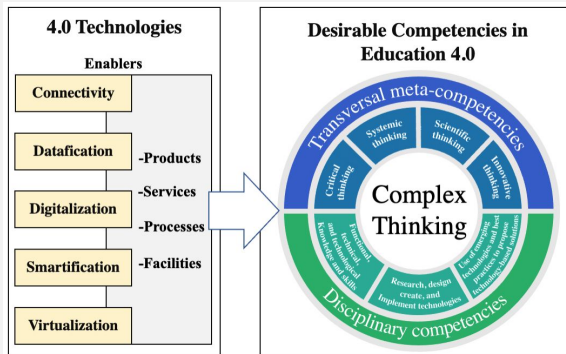 4.0 Technologies
Enablers
Connectivity
Datafication
Digitalization
Smartification
Virtualization
-Products
-Services
-Processes
-Facilities
Desirable Competencies in
Education 4.0
Transversal meta-competencies
Critical
thinking
Systemic
thinking
Scientific
thinking
Innovative
thinking
Complex
Thinking
Functional,
technical,
and technological
Knowledge and skills
Research, design
create, and
Implement technologies
Use of emerging
technologies and best
practices to propose
technology-based solutions
Disciplinary competencies